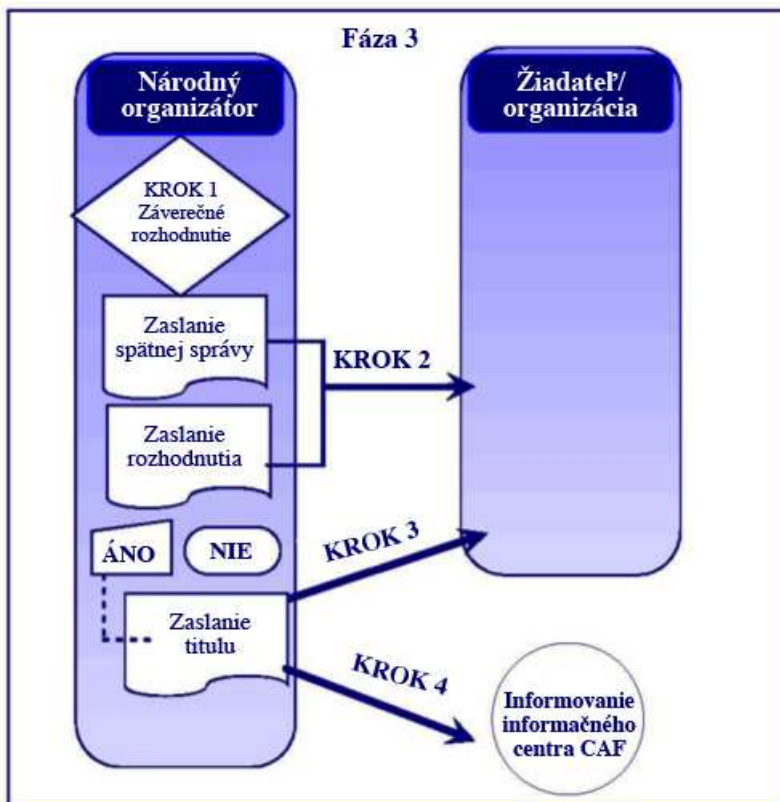 Fáza 3
Národný
organizátor
Žiadateľ/
organizácia
KROK 1
Záverečné
rozhodnutie
Zaslanie
spätnej správy
KROK 2
Zaslanie
rozhodnutia
ÁNO
NIE
KROK 3
Zaslanie
titulu
KROK 4
Informovanie
informačného
centra CAF